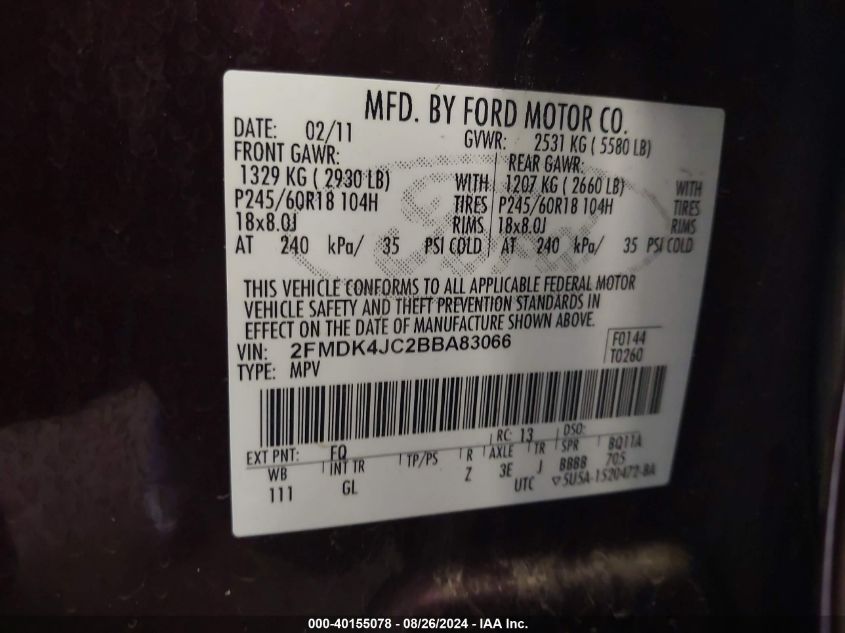 MFD. BY FORD MOTOR CO.
DATE: 02/11 GVWR: 2531 KG ( 5580 LB)
FRONT GAWR: REAR GAWR:
1329 KG ( 2930 LB) WITH 1207 KG ( 2660 LB) WITH
P245/60R18 104H TIRES P245/60R18 104H TIRES
18x8.0J RIMS 18x8.0J RIMS
AT 240 kPa/ 35 PSI COLD AT 240 kPa/ 35 PSI COLD
THIS VEHICLE CONFORMS TO ALL APPLICABLE FEDERAL MOTOR
VEHICLE SAFETY AND THEFT PREVENTION STANDARDS IN
EFFECT ON THE DATE OF MANUFACTURE SHOWN ABOVE.
VIN: 2FMDK4JC2BBA83066 F0144
TYPE: MPV T0260
EXT PNT: FQ RC: 13 DSO:
WB INT TR TP/PS R AXLE TR SPR BQ11A
111 GL Z 3E J BBBB 705
UTC ▽5U5A-1520472-BA
000-40155078 - 08/26/2024 - IAA Inc.